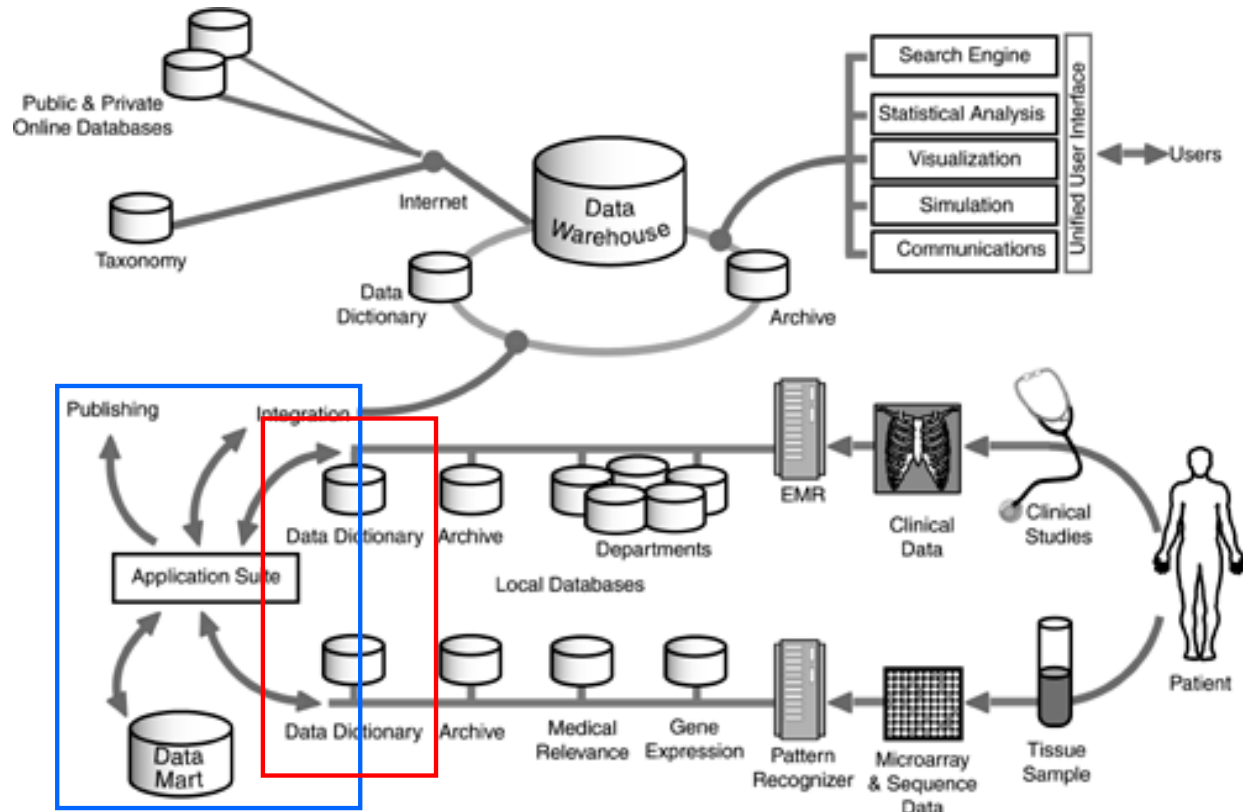 Public & Private
Online Databases
Taxonomy
Internet
Data
Warehouse
Data
Dictionary
Archive
Search Engine
Statistical Analysis
Visualization
Simulation
Communications
Unified User Interface
Users
Publishing
Integration
Application Suite
Data
Mart
Data Dictionary
Archive
Departments
EMR
Clinical
Data
Clinical
Studies
Local Databases
Data Dictionary
Archive
Medical
Relevance
Gene
Expression
Pattern
Recognizer
Microarray
& Sequence
Data
Tissue
Sample
Patient